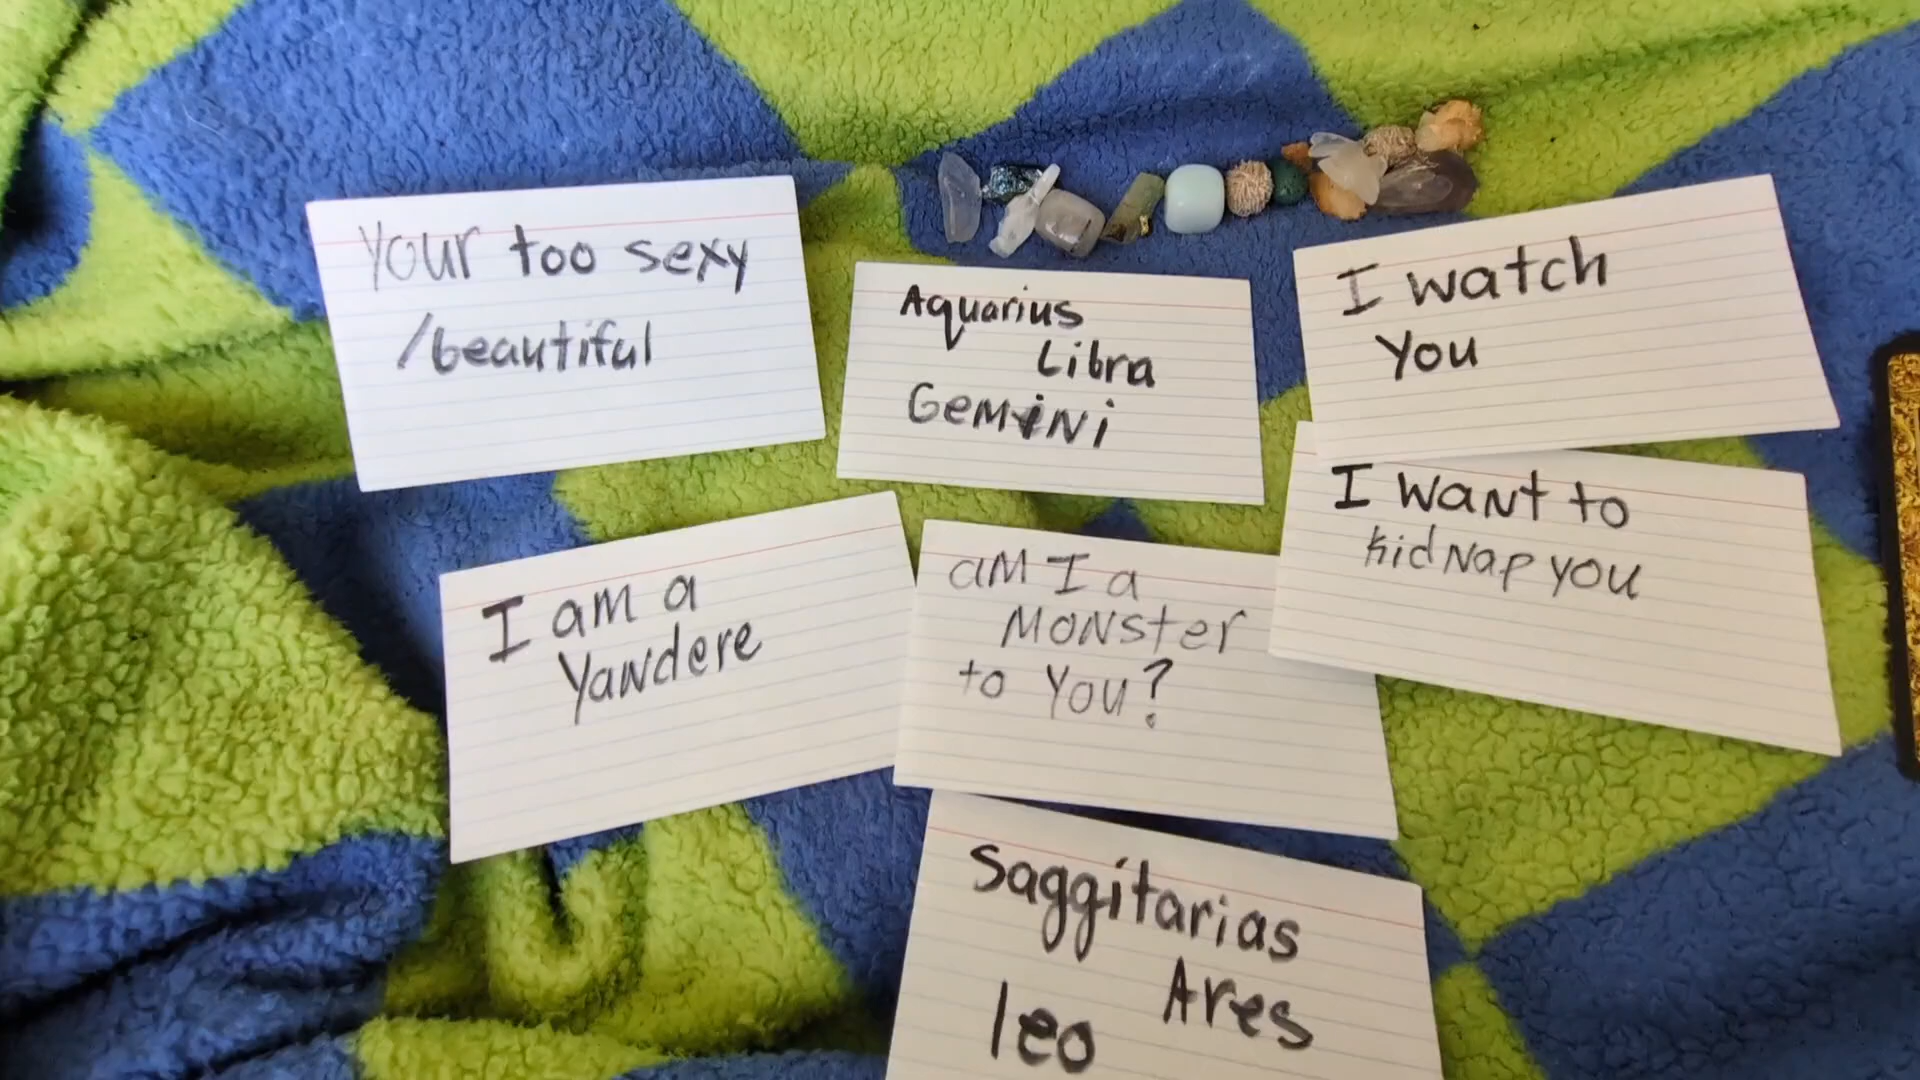 Your too sexy
/beautiful
Aquarius
Libra
Gemini
I watch
You
I want to
kidnap you
I am a
Yandere
am I a
Monster
to You?
Saggitarias
Ares
leo